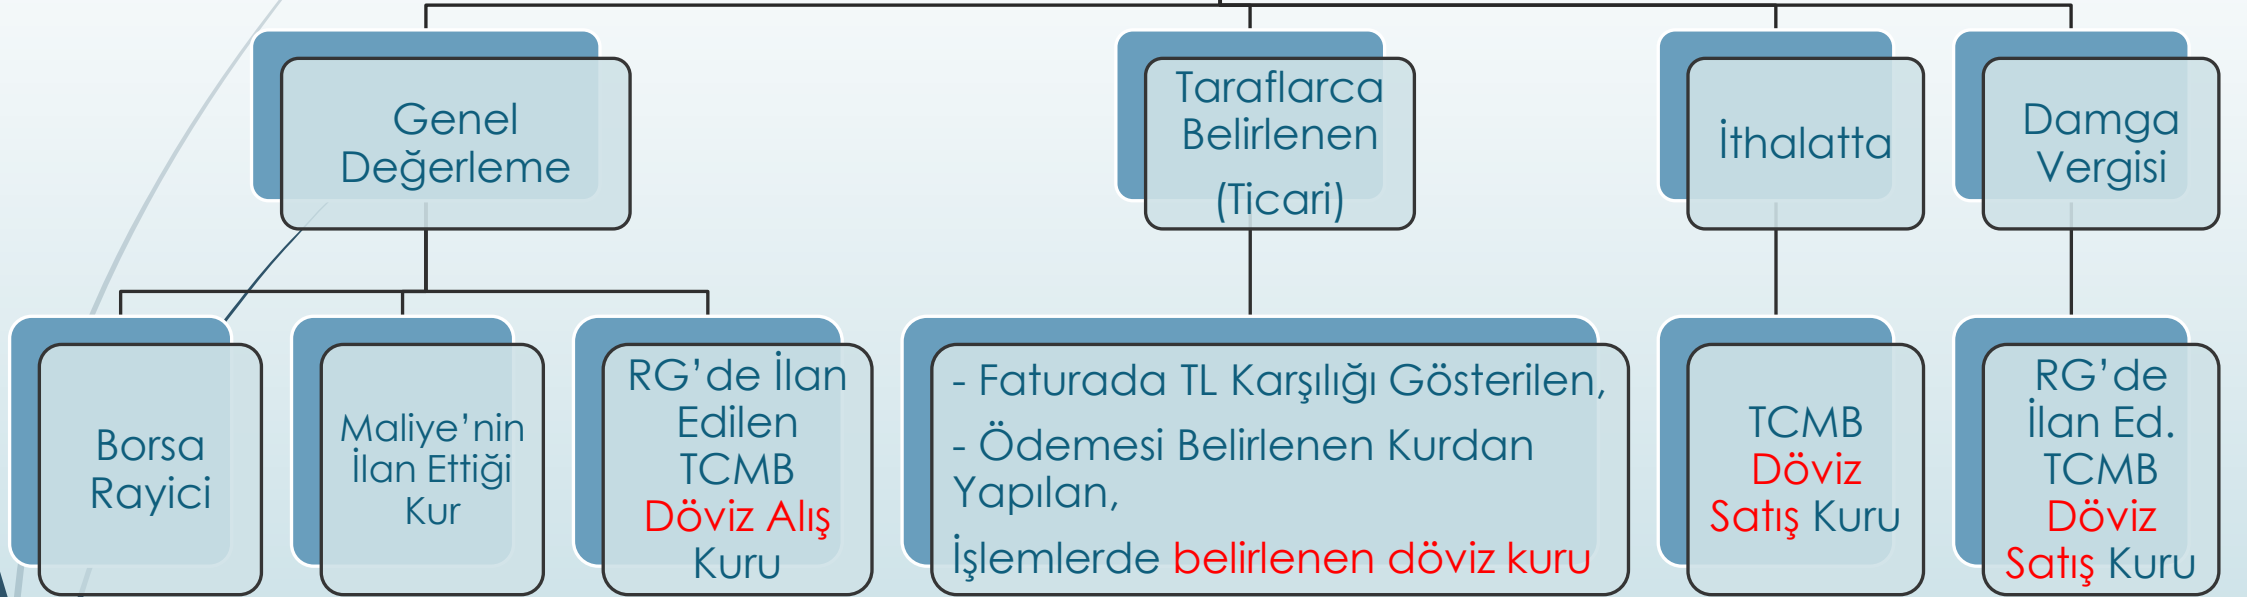 Genel
Değerleme
Taraflarca
Belirlenen
(Ticari)
İthalatta
Damga
Vergisi
Borsa
Rayici
Maliye’nin
İlan Ettiği
Kur
RG’de İlan
Edilen
TCMB
Döviz Alış
Kuru
- Faturada TL Karşılığı Gösterilen,
- Ödemesi Belirlenen Kurdan
Yapılan,
İşlemlerde belirlenen döviz kuru
TCMB
Döviz
Satış Kuru
RG’de
İlan Ed.
TCMB
Döviz
Satış Kuru